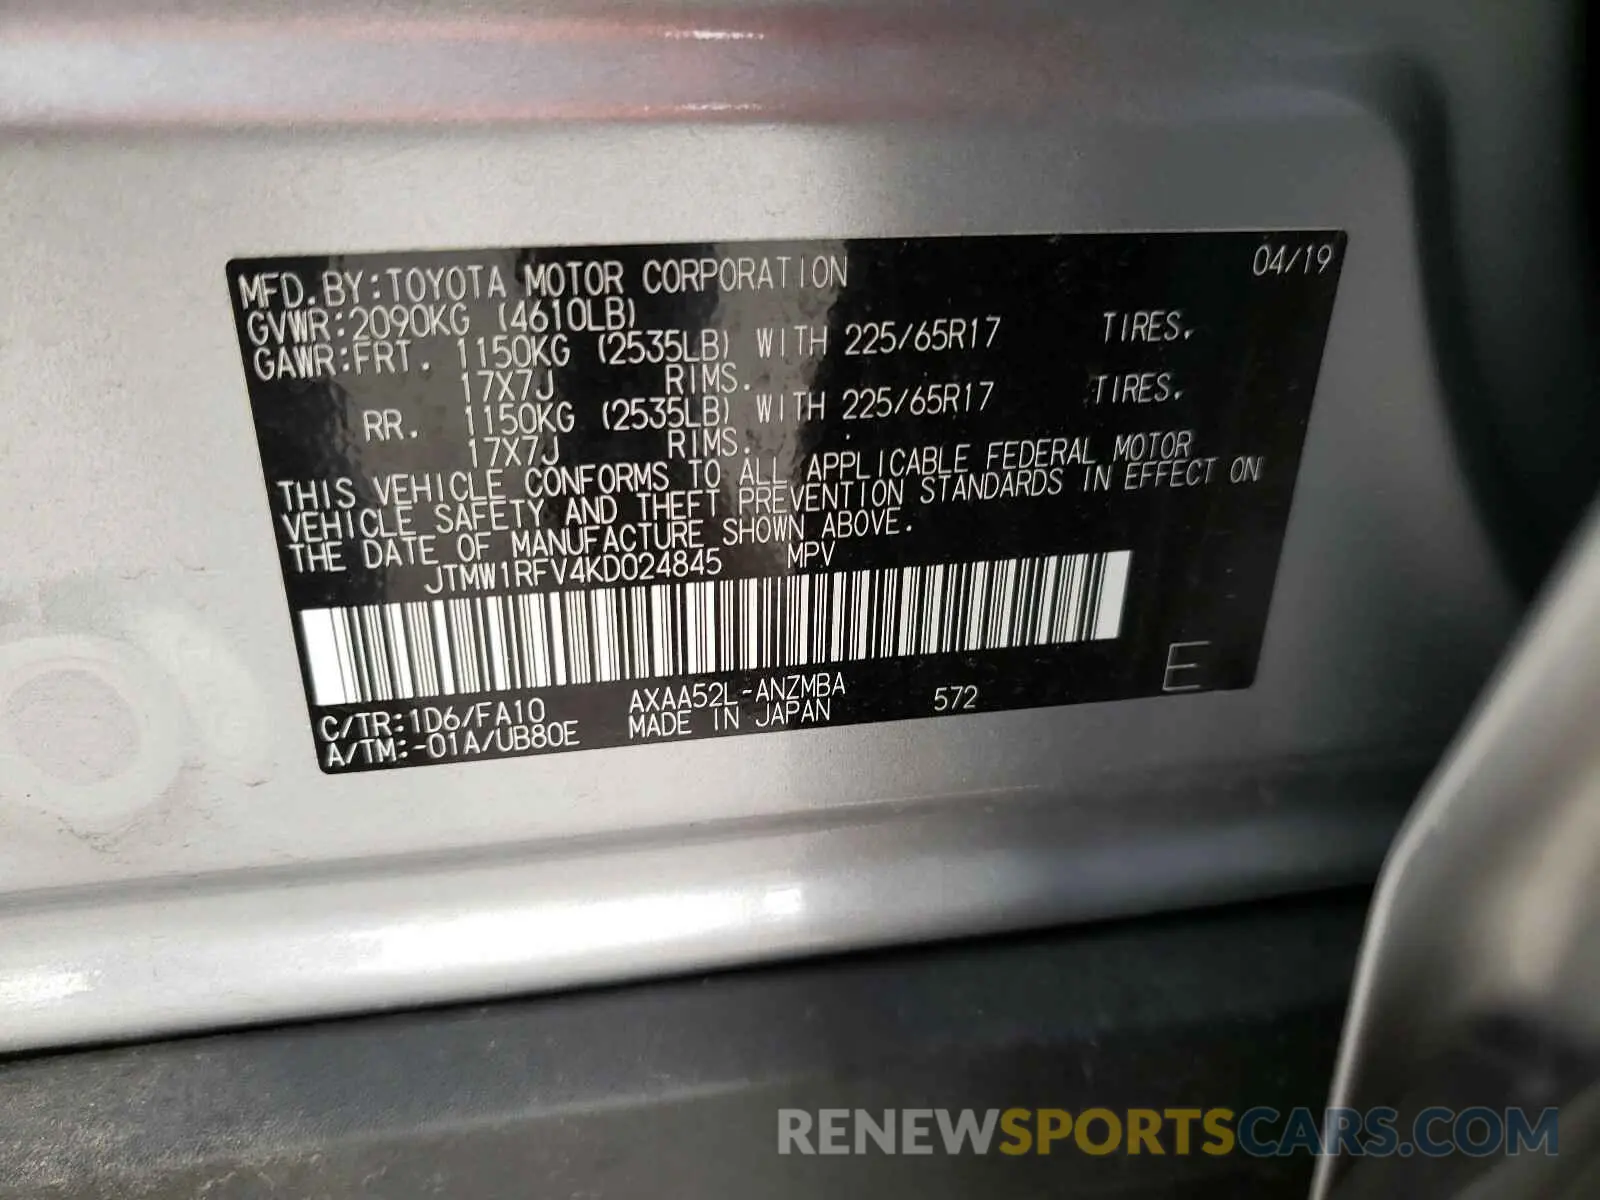 MFD. BY: TOYOTA MOTOR CORPORATION 04/19
GVWR: 2090KG (4610LB)
GAWR: FRT. 1150KG (2535LB) WITH 225/65R17 TIRES.
17X7J RIMS.
RR. 1150KG (2535LB) WITH 225/65R17 TIRES.
17X7J RIMS.
THIS VEHICLE CONFORMS TO ALL APPLICABLE FEDERAL MOTOR
VEHICLE SAFETY AND THEFT PREVENTION STANDARDS IN EFFECT ON
THE DATE OF MANUFACTURE SHOWN ABOVE.
JTMW1RFV4KD024845 MPV
C/TR: 1D6/FA10 AXAA52L-ANZMBA 572 E
A/TM: -01A/UB80E MADE IN JAPAN
RENEWSPORTSCARS.COM